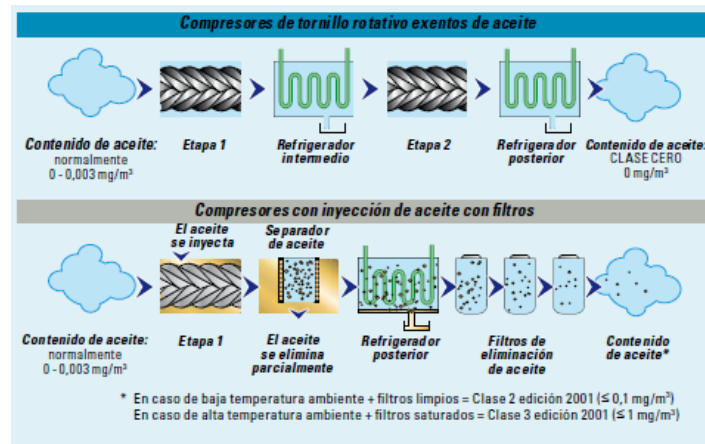 Compresores de tornillo rotativo exentos de aceite
Contenido de aceite:
normalmente
0 - 0,003 mg/m³
Etapa 1
Refrigerador
intermedio
Etapa 2
Refrigerador
posterior
Contenido de aceite:
CLASE CERO
0 mg/m³
Compresores con inyección de aceite con filtros
El aceite
se inyecta
Separador
de aceite
Contenido de aceite:
normalmente
0 - 0,003 mg/m³
Etapa 1
El aceite
se elimina
parcialmente
Refrigerador
posterior
Filtros de
eliminación
de aceite
Contenido
de aceite*
* En caso de baja temperatura ambiente + filtros limpios = Clase 2 edición 2001 (≤ 0,1 mg/m³)
En caso de alta temperatura ambiente + filtros saturados = Clase 3 edición 2001 (≤ 1 mg/m³)